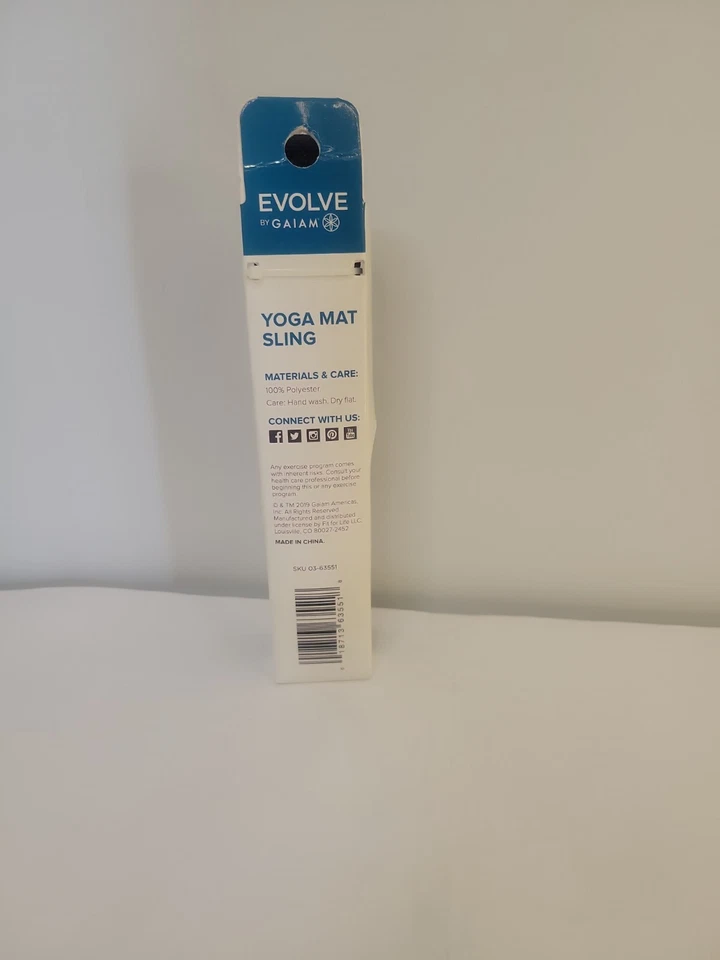 EVOLVE
BY GAIAM
YOGA MAT
SLING
MATERIALS & CARE:
100% Polyester
Care: Hand wash. Dry flat.
CONNECT WITH US:
Any exercise program comes
with inherent risks. Consult your
health care professional before
beginning this or any exercise
program.
© & TM 2019 Gaiam Americas,
Inc. All Rights Reserved
Manufactured and distributed
under license by Fit for Life LLC.
Louisville, CO 80027-2452
MADE IN CHINA.
SKU 05-63551
18713 63551